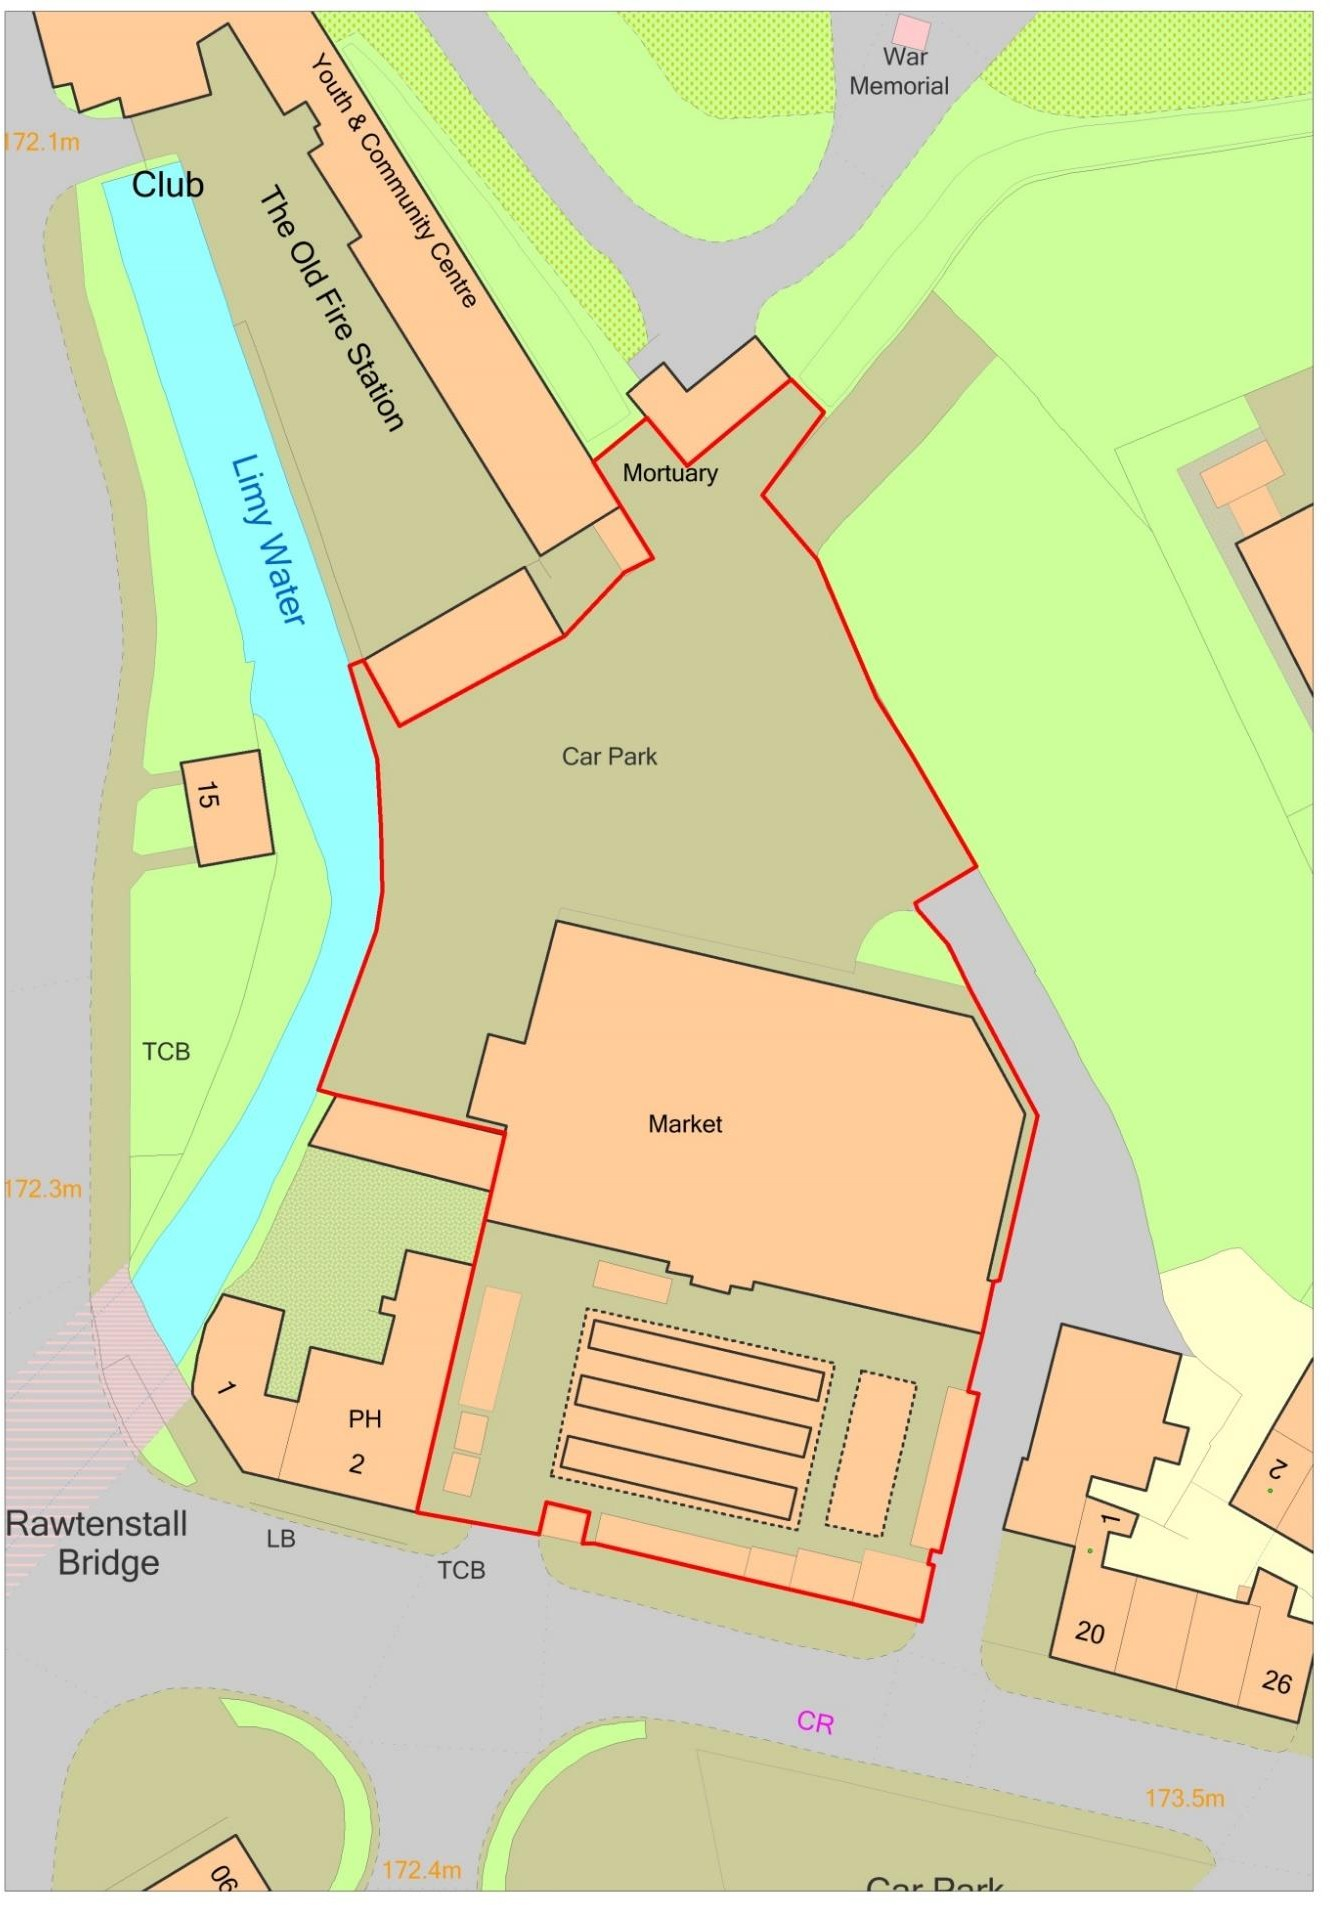 War
Memorial
172.1m
Youth & Community Centre
Club
The Old Fire Station
Limy Water
Mortuary
Car Park
15
TCB
Market
172.3m
1
PH
2
2
1
Rawtenstall
Bridge
LB
TCB
20
26
CR
173.5m
172.4m
06
Car Park